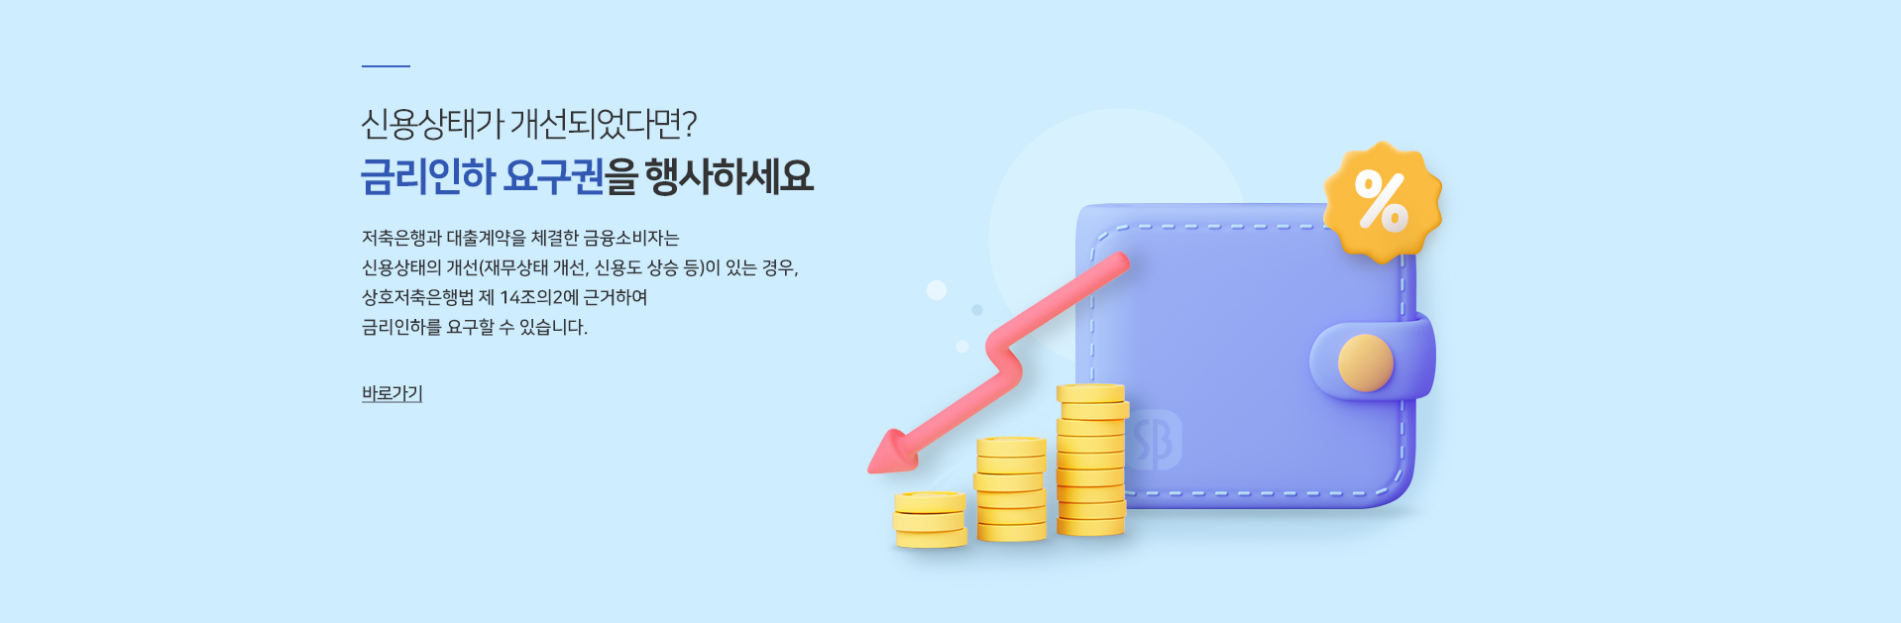 신용상태가 개선되었다면?
금리인하 요구권을 행사하세요
저축은행과 대출계약을 체결한 금융소비자는
신용상태의 개선(재무상태 개선, 신용도 상승 등)이 있는 경우,
상호저축은행법 제 14조의2에 근거하여
금리인하를 요구할 수 있습니다.
바로가기
%
SB